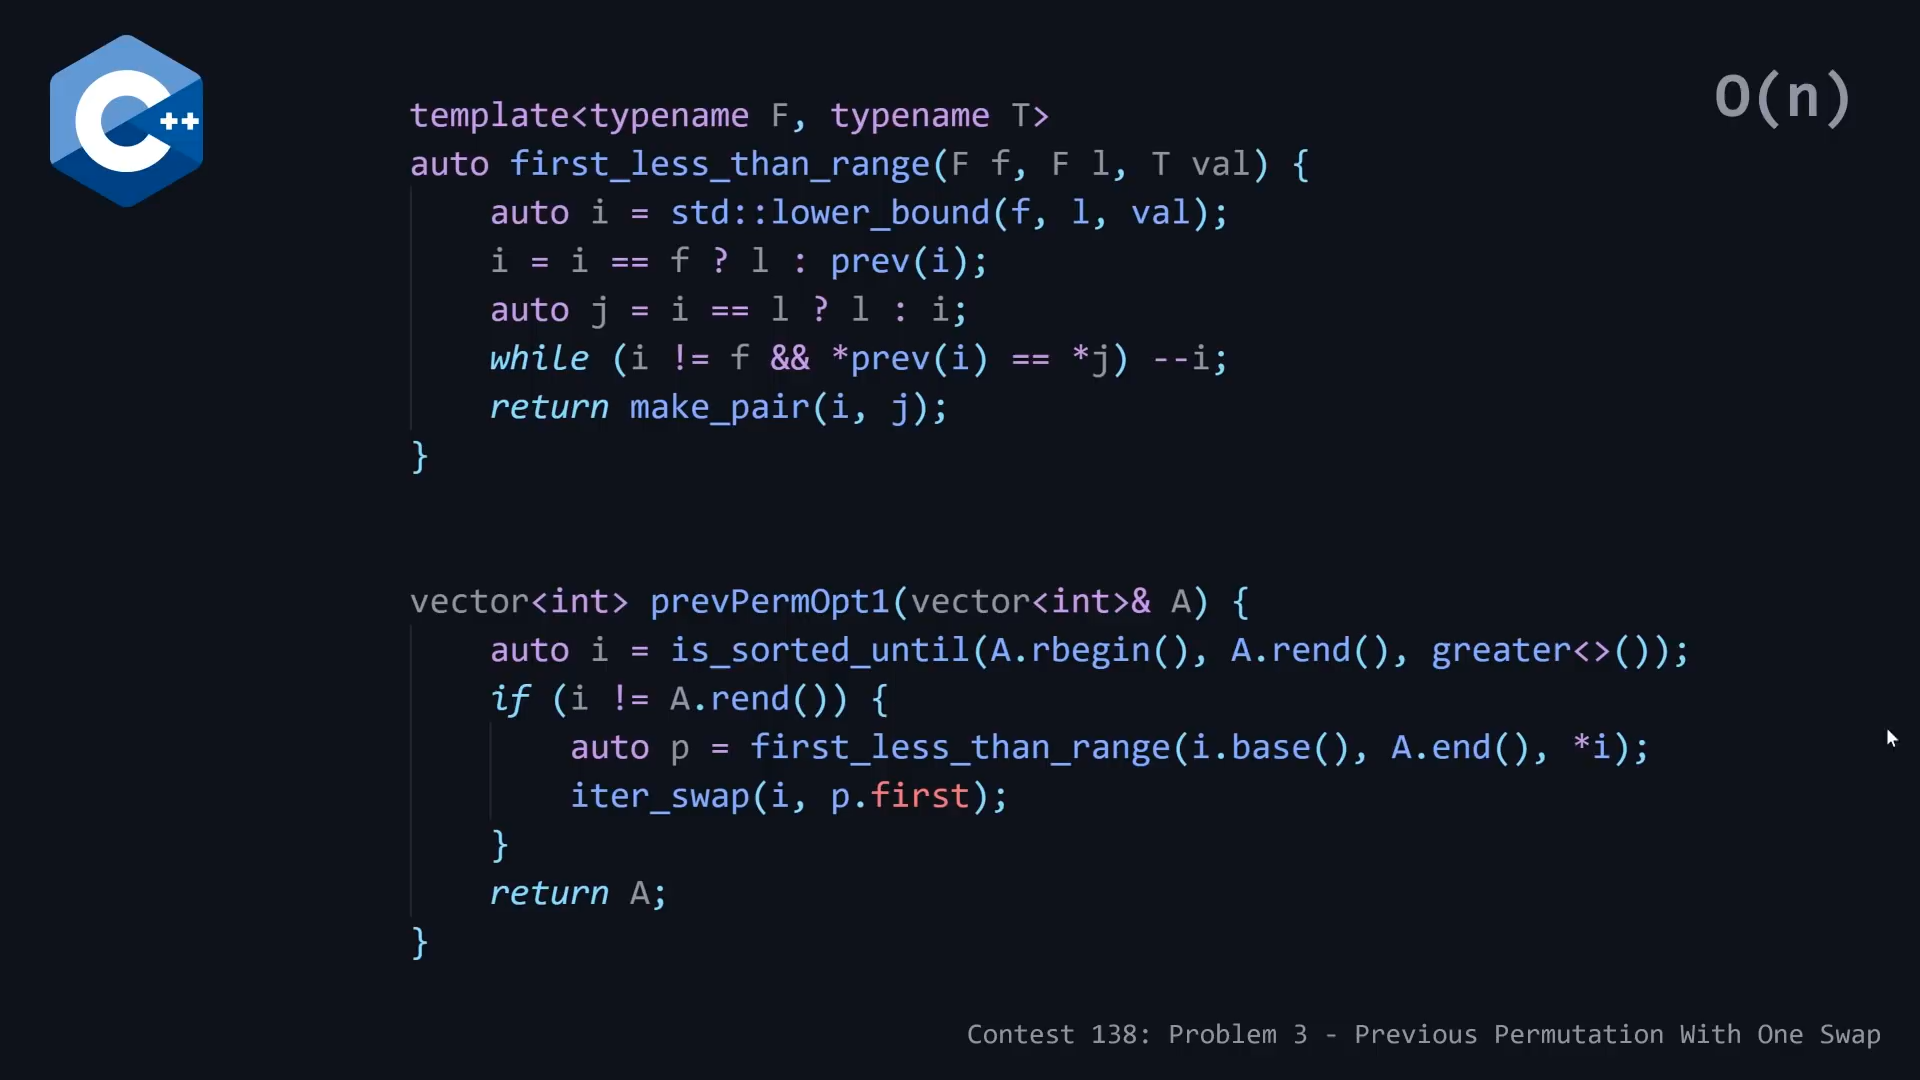 C++
O(n)
template<typename F, typename T>
auto first_less_than_range(F f, F l, T val) {
    auto i = std::lower_bound(f, l, val);
    i = i == f ? l : prev(i);
    auto j = i == l ? l : i;
    while (i != f && *prev(i) == *j) --i;
    return make_pair(i, j);
}
vector<int> prevPermOpt1(vector<int>& A) {
    auto i = is_sorted_until(A.rbegin(), A.rend(), greater<>());
    if (i != A.rend()) {
        auto p = first_less_than_range(i.base(), A.end(), *i);
        iter_swap(i, p.first);
    }
    return A;
}
Contest 138: Problem 3 - Previous Permutation With One Swap